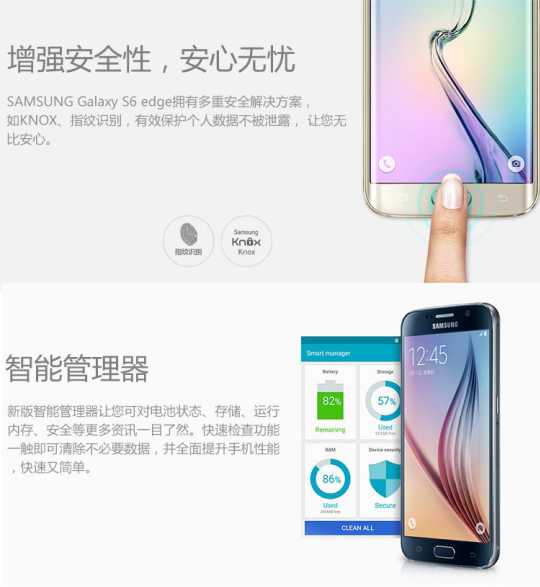 增强安全性，安心无忧
SAMSUNG Galaxy S6 edge拥有多重安全解决方案，
如KNOX、指纹识别，有效保护个人数据不被泄露， 让您无
比安心。
指纹识别
Samsung
Knox
Knox
智能管理器
新版智能管理器让您可对电池状态、存储、运行
内存、安全等更多资讯一目了然。快速检查功能
一触即可清除不必要数据，并全面提升手机性能
，快速又简单。
Smart manager
Battery
82%
Remaining
Storage
57%
Used
RAM
86%
Used
Device security
Secure
CLEAN ALL
SAMSUNG
12:45